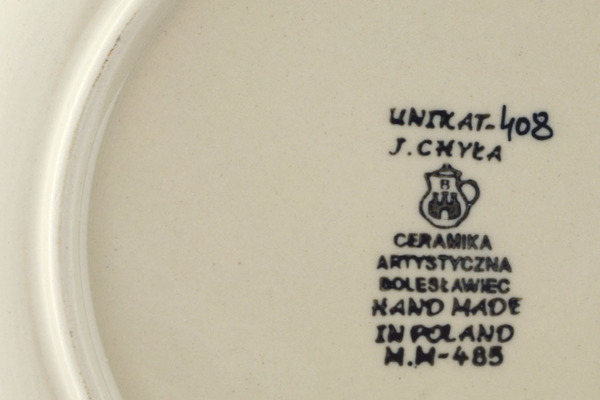 UNIKAT-408
J. CHYŁA
B
CERAMIKA
ARTYSTYCZNA
BOLESŁAWIEC
HAND MADE
IN POLAND
M.M-485